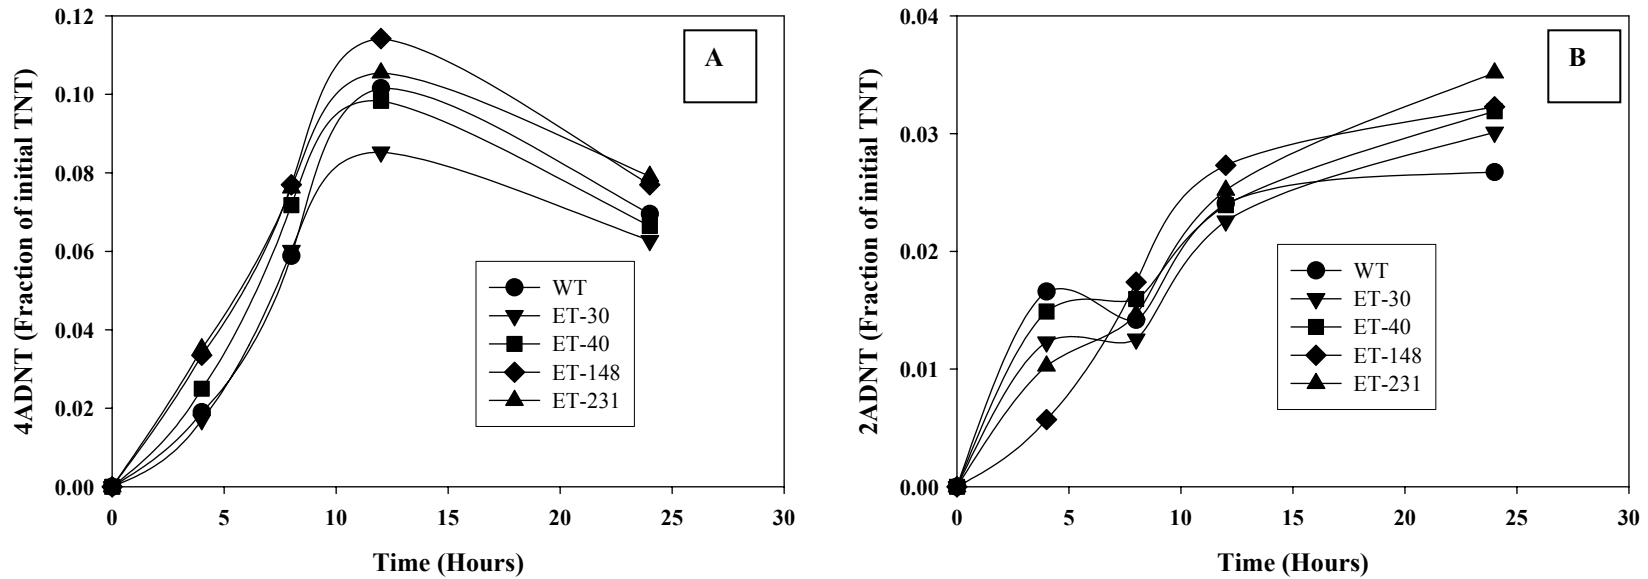 A
4ADNT (Fraction of initial TNT)
0.12
0.10
0.08
0.06
0.04
0.02
0.00
WT
ET-30
ET-40
ET-148
ET-231
0 5 10 15 20 25 30
Time (Hours)
B
2ADNT (Fraction of initial TNT)
0.04
0.03
0.02
0.01
0.00
WT
ET-30
ET-40
ET-148
ET-231
0 5 10 15 20 25 30
Time (Hours)